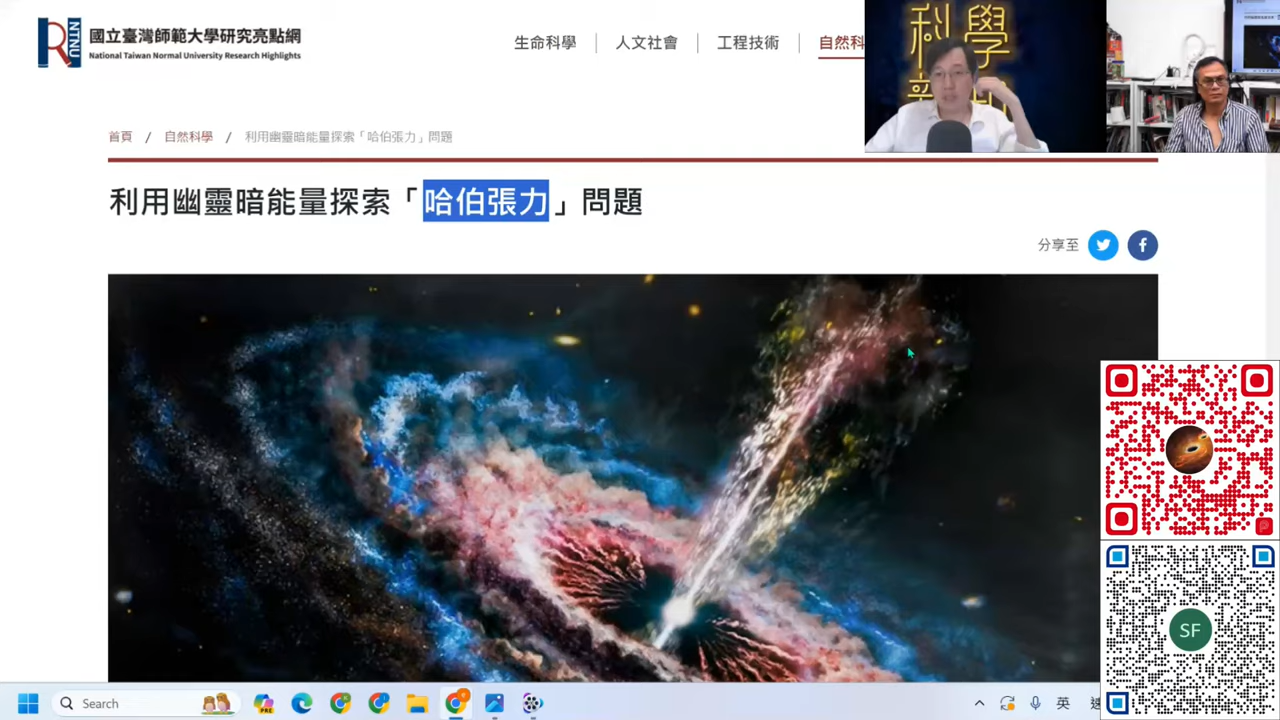 國立臺灣師範大學研究亮點網
National Taiwan Normal University Research Highlights
NTNU
生命科學
人文社會
工程技術
自然科
科學
首頁 / 自然科學 / 利用幽靈暗能量探索「哈伯張力」問題
利用幽靈暗能量探索「哈伯張力」問題
分享至
SF
Search
PRE
英